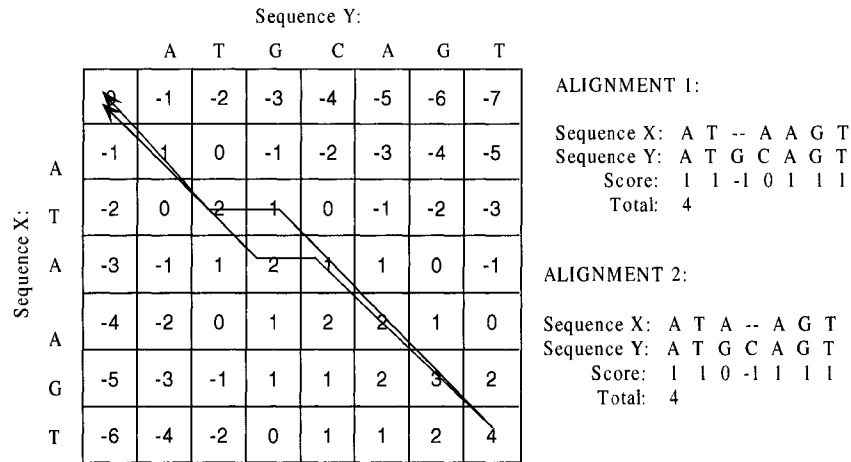 Sequence Y:
A T G C A G T
0 -1 -2 -3 -4 -5 -6 -7
A -1 1 0 -1 -2 -3 -4 -5
T -2 0 2 1 0 -1 -2 -3
A -3 -1 1 2 1 1 0 -1
A -4 -2 0 1 2 2 1 0
G -5 -3 -1 1 1 2 3 2
T -6 -4 -2 0 1 1 2 4
Sequence X:
ALIGNMENT 1:
Sequence X: A T -- A A G T
Sequence Y: A T G C A G T
Score: 1 1 -1 0 1 1 1
Total: 4
ALIGNMENT 2:
Sequence X: A T A -- A G T
Sequence Y: A T G C A G T
Score: 1 1 0 -1 1 1 1
Total: 4